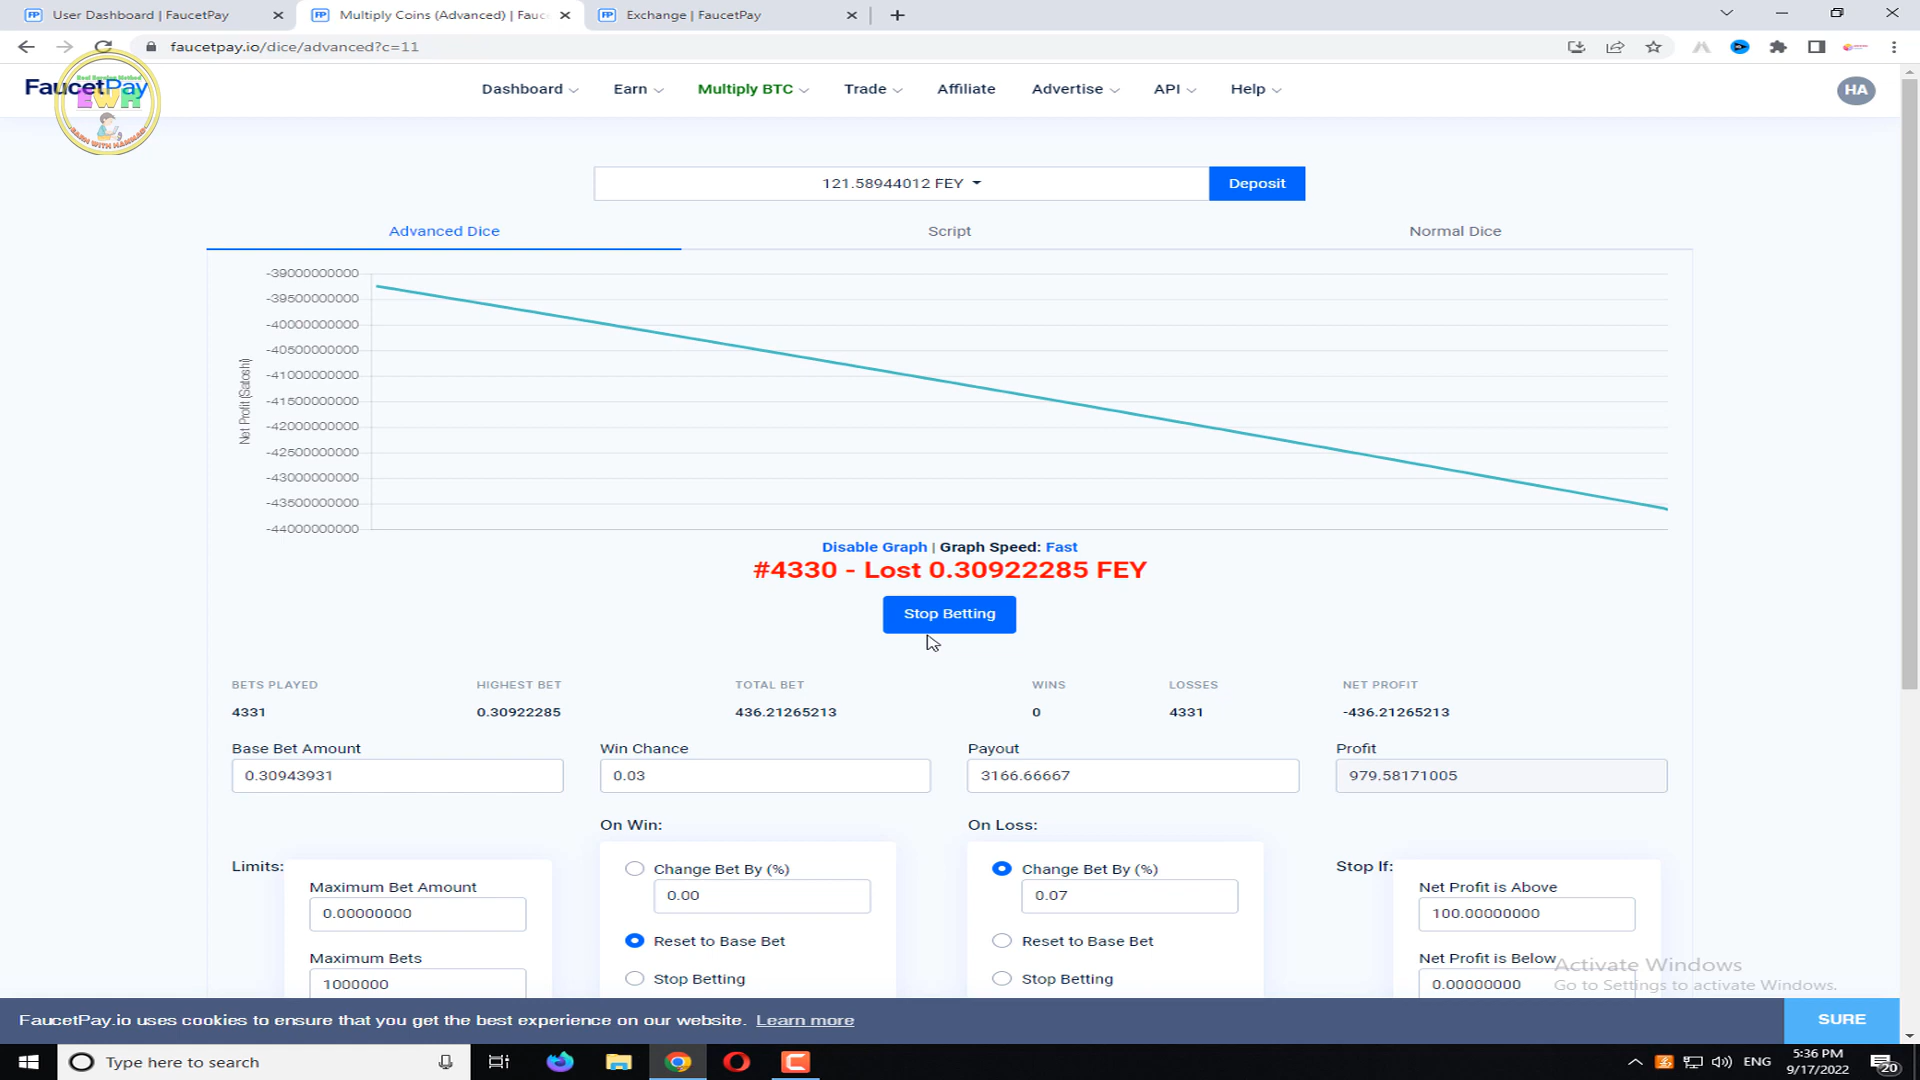 User Dashboard | FaucetPay
Multiply Coins (Advanced) | Fauc
Exchange | FaucetPay
faucetpay.io/dice/advanced?c=11
FaucetPay
Best Earning Method
EWH
EARN WITH HAMMAD
Dashboard
Earn
Multiply BTC
Trade
Affiliate
Advertise
API
Help
HA
121.58944012 FEY
Deposit
Advanced Dice
Script
Normal Dice
Net Profit (Satoshi)
-39000000000
-39500000000
-40000000000
-40500000000
-41000000000
-41500000000
-42000000000
-42500000000
-43000000000
-43500000000
-44000000000
Disable Graph | Graph Speed: Fast
#4330 - Lost 0.30922285 FEY
Stop Betting
BETS PLAYED
HIGHEST BET
TOTAL BET
WINS
LOSSES
NET PROFIT
4331
0.30922285
436.21265213
0
4331
-436.21265213
Base Bet Amount
Win Chance
Payout
Profit
0.30943931
0.03
3166.66667
979.58171005
On Win:
On Loss:
Limits:
Maximum Bet Amount
0.00000000
Maximum Bets
1000000
Change Bet By (%)
0.00
Reset to Base Bet
Stop Betting
Change Bet By (%)
0.07
Reset to Base Bet
Stop Betting
Stop If:
Net Profit is Above
100.00000000
Net Profit is Below
0.00000000
Activate Windows
Go to Settings to activate Windows.
FaucetPay.io uses cookies to ensure that you get the best experience on our website. Learn more
SURE
Type here to search
ENG
5:36 PM
9/17/2022
20